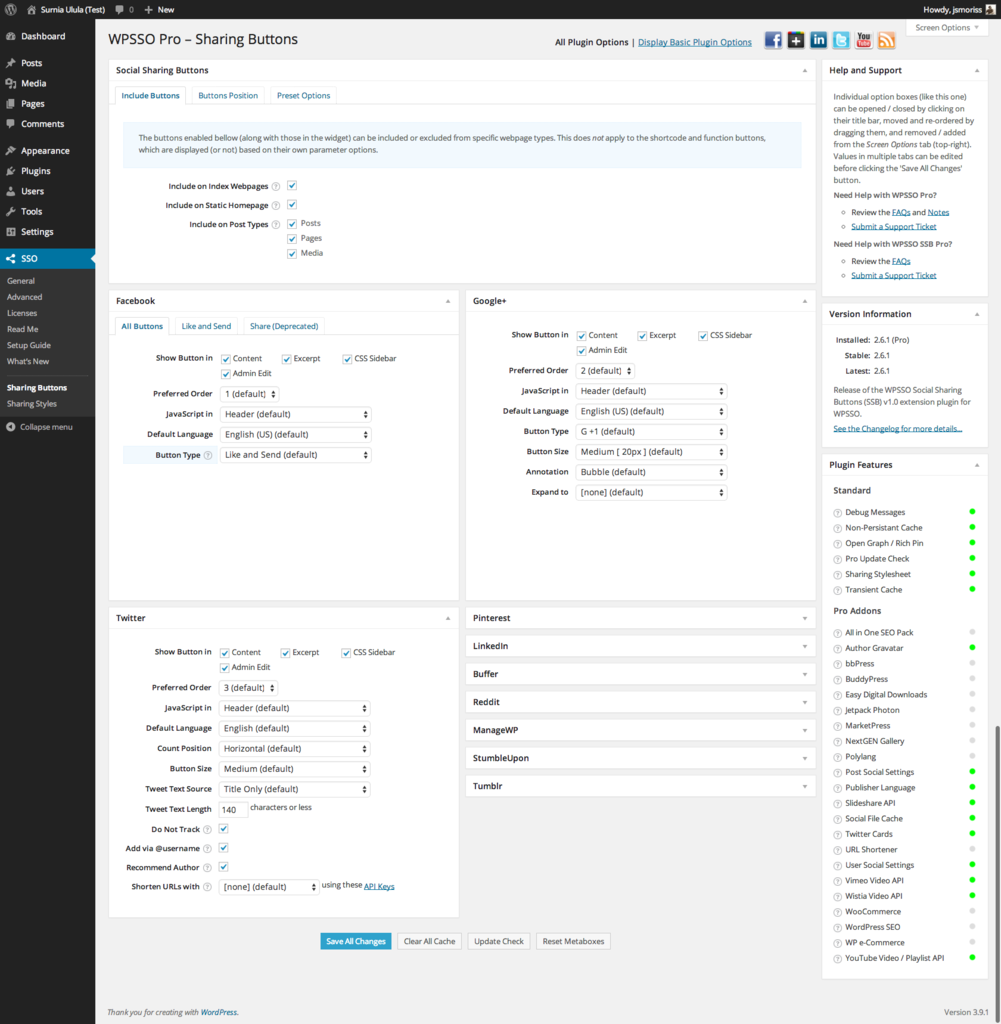 Surnia Ulula (Test) 0 New Howdy, jsmoriss
Dashboard
Posts
Media
Pages
Comments
Appearance
Plugins
Users
Tools
Settings
SSO
General
Advanced
Licenses
Read Me
Setup Guide
What's New
Sharing Buttons
Sharing Styles
Collapse menu
Screen Options
WPSSO Pro – Sharing Buttons
All Plugin Options | Display Basic Plugin Options
Social Sharing Buttons
Include Buttons Buttons Position Preset Options
The buttons enabled bellow (along with those in the widget) can be included or excluded from specific webpage types. This does not apply to the shortcode and function buttons,
which are displayed (or not) based on their own parameter options.
Include on Index Webpages
Include on Static Homepage
Include on Post Types Posts
Pages
Media
Facebook
All Buttons Like and Send Share (Deprecated)
Show Button in Content Excerpt CSS Sidebar
Admin Edit
Preferred Order 1 (default)
JavaScript in Header (default)
Default Language English (US) (default)
Button Type Like and Send (default)
Google+
Show Button in Content Excerpt CSS Sidebar
Admin Edit
Preferred Order 2 (default)
JavaScript in Header (default)
Default Language English (US) (default)
Button Type G +1 (default)
Button Size Medium [ 20px ] (default)
Annotation Bubble (default)
Expand to [none] (default)
Twitter
Show Button in Content Excerpt CSS Sidebar
Admin Edit
Preferred Order 3 (default)
JavaScript in Header (default)
Default Language English (default)
Count Position Horizontal (default)
Button Size Medium (default)
Tweet Text Source Title Only (default)
Tweet Text Length 140 characters or less
Do Not Track
Add via @username
Recommend Author
Shorten URLs with [none] (default) using these API Keys
Pinterest
LinkedIn
Buffer
Reddit
ManageWP
StumbleUpon
Tumblr
Save All Changes Clear All Cache Update Check Reset Metaboxes
Help and Support
Individual option boxes (like this one)
can be opened / closed by clicking on
their title bar, moved and re-ordered by
dragging them, and removed / added
from the Screen Options tab (top-right).
Values in multiple tabs can be edited
before clicking the 'Save All Changes'
button.
Need Help with WPSSO Pro?
Review the FAQs and Notes
Submit a Support Ticket
Need Help with WPSSO SSB Pro?
Review the FAQs
Submit a Support Ticket
Version Information
Installed: 2.6.1 (Pro)
Stable: 2.6.1
Latest: 2.6.1
Release of the WPSSO Social Sharing
Buttons (SSB) v1.0 extension plugin for
WPSSO.
See the Changelog for more details...
Plugin Features
Standard
Debug Messages
Non-Persistant Cache
Open Graph / Rich Pin
Pro Update Check
Sharing Stylesheet
Transient Cache
Pro Addons
All in One SEO Pack
Author Gravatar
bbPress
BuddyPress
Easy Digital Downloads
Jetpack Photon
MarketPress
NextGEN Gallery
Polylang
Post Social Settings
Publisher Language
Slideshare API
Social File Cache
Twitter Cards
URL Shortener
User Social Settings
Vimeo Video API
Wistia Video API
WooCommerce
WordPress SEO
WP e-Commerce
YouTube Video / Playlist API
Thank you for creating with WordPress.
Version 3.9.1